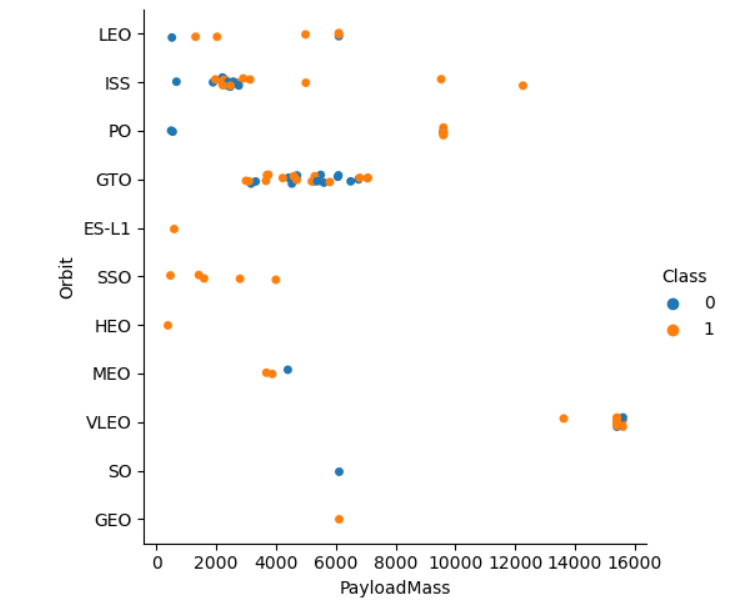 LEO
ISS
PO
GTO
ES-L1
SSO
HEO
MEO
VLEO
SO
GEO
Orbit
0 2000 4000 6000 8000 10000 12000 14000 16000
PayloadMass
Class
0
1